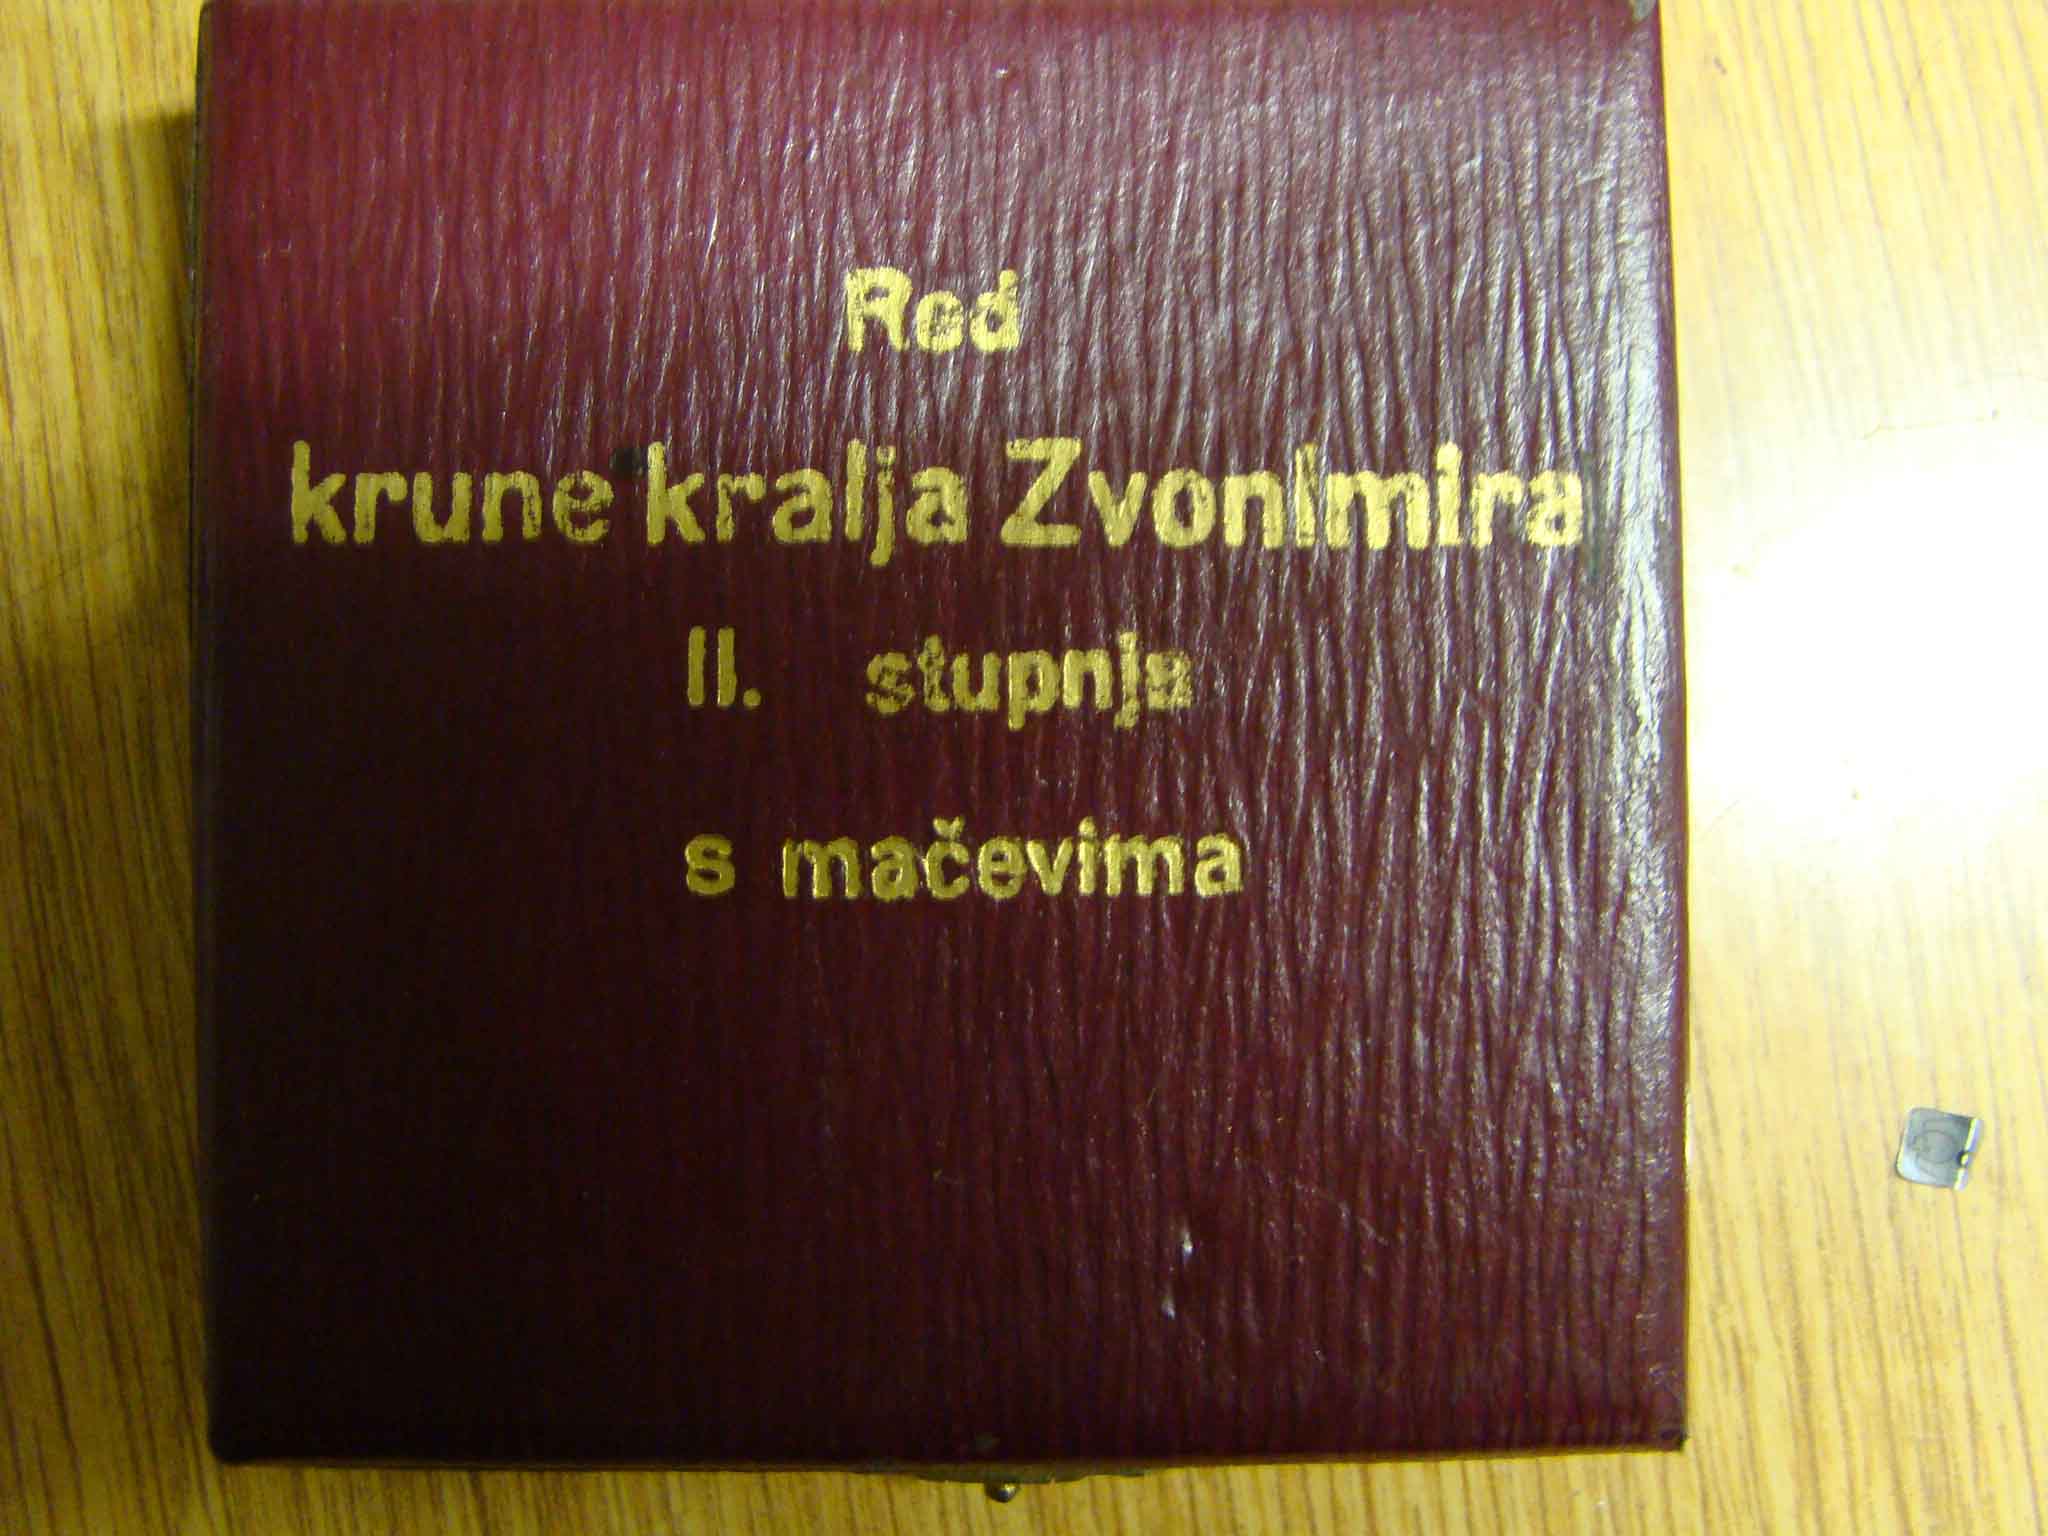 Red
krune kralja Zvonimira
II. stupnja
s mačevima